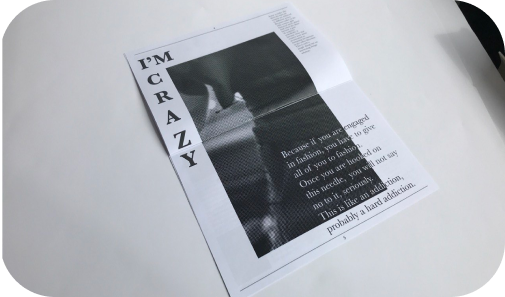 I'M
CRAZY
Because if you are engaged
in fashion, you have to give
all of you to fashion.
Once you are hooked on
this needle, you will not say
no to it, seriously.
This is like an addiction,
probably a hard addiction.